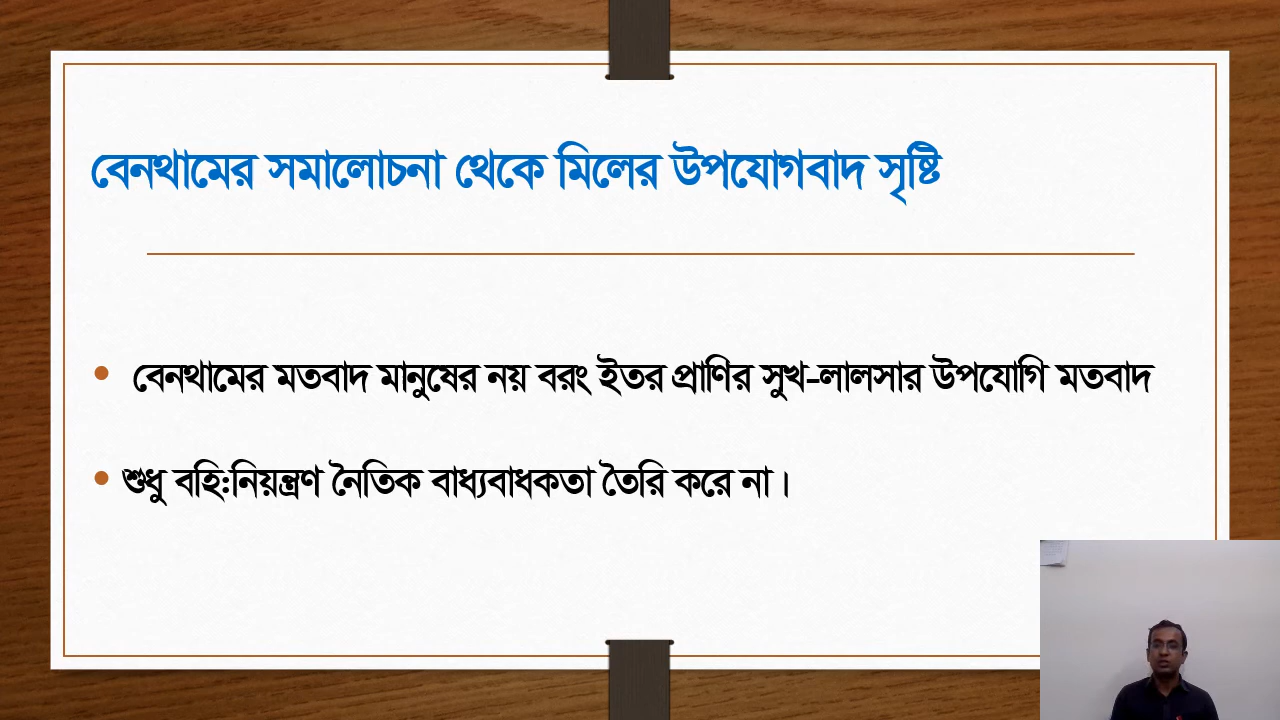 বেনথামের সমালোচনা থেকে মিলের উপযোগবাদ সৃষ্টি
বেনথামের মতবাদ মানুষের নয় বরং ইতর প্রাণির সুখ-লালসার উপযোগি মতবাদ
শুধু বহি:নিয়ন্ত্রণ নৈতিক বাধ্যবাধকতা তৈরি করে না।